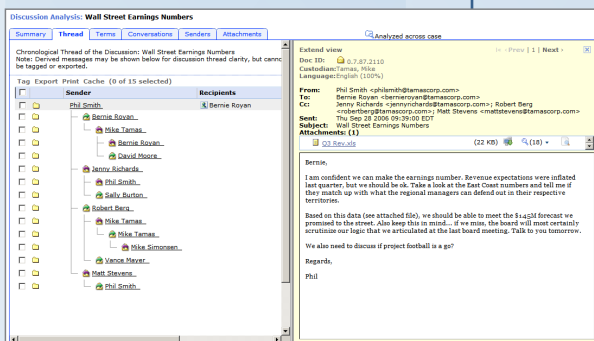 Discussion Analysis: Wall Street Earnings Numbers
Summary Thread Terms Conversations Senders Attachments
Analyzed across case
Chronological Thread of the Discussion: Wall Street Earnings Numbers
Note: Derived messages may be shown below for discussion thread clarity, but canno
be tagged or exported.
Tag Export Print Cache (0 of 15 selected)
Sender Recipients
Phil Smith Bernie Royan
Bernie Royan
Mike Tamas
Bernie Royan
David Moore
Jenny Richards
Phil Smith
Sally Burton
Robert Berg
Mike Tamas
Mike Tamas
Mike Simonsen
Vance Mayer
Matt Stevens
Phil Smith
Extend view
‹Prev | 1 | Next ›
Doc ID: 0.7.87.2110
Custodian: Tamas, Mike
Language: English (100%)
From: Phil Smith <philsmith@tamascorp.com>
To: Bernie Royan <bernieroyan@tamascorp.com>
Cc: Jenny Richards <jennyrichards@tamascorp.com>; Robert Berg
<robertberg@tamascorp.com>; Matt Stevens <mattstevens@tamascorp.com>
Sent: Thu Sep 28 2006 09:39:00 EDT
Subject: Wall Street Earnings Numbers
Attachments: (1)
Q3 Rev.xls (22 KB) (18)
Bernie,
I am confident we can make the earnings number. Revenue expectations were inflated
last quarter, but we should be ok. Take a look at the East Coast numbers and tell me if
they match up with what the regional managers can defend out in their respective
territories.
Based on this data (see attached file), we should be able to meet the $145M forecast we
promised to the street. Also keep this in mind... if we miss, the board will most certainly
scrutinize our logic that we articulated at the last board meeting. Talk to you tomorrow.
We also need to discuss if project football is a go?
Regards,
Phil